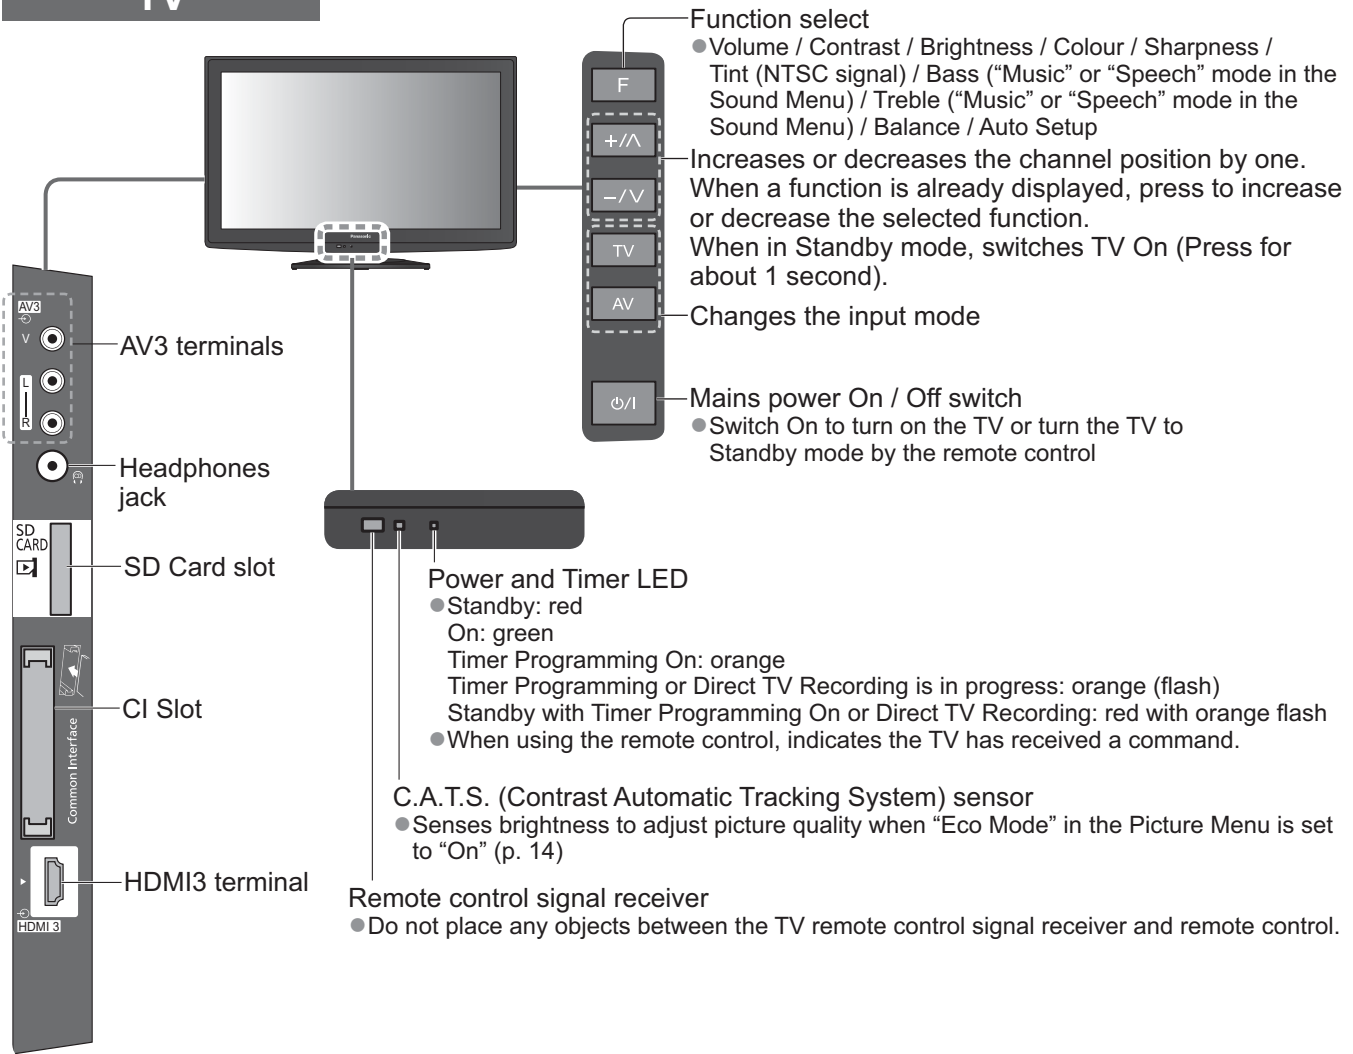 TV
Function select
●Volume / Contrast / Brightness / Colour / Sharpness /
Tint (NTSC signal) / Bass (“Music” or “Speech” mode in the
Sound Menu) / Treble (“Music” or “Speech” mode in the
Sound Menu) / Balance / Auto Setup
F
+/∧
Increases or decreases the channel position by one.
When a function is already displayed, press to increase
or decrease the selected function.
When in Standby mode, switches TV On (Press for
about 1 second).
−/∨
TV
AV
Changes the input mode
⏻/I
Mains power On / Off switch
●Switch On to turn on the TV or turn the TV to
Standby mode by the remote control
Panasonic
AV3
V
AV3 terminals
L
R
Headphones
jack
SD
CARD
SD Card slot
CI Slot
Common Interface
HDMI3 terminal
HDMI 3
Power and Timer LED
●Standby: red
On: green
Timer Programming On: orange
Timer Programming or Direct TV Recording is in progress: orange (flash)
Standby with Timer Programming On or Direct TV Recording: red with orange flash
●When using the remote control, indicates the TV has received a command.
C.A.T.S. (Contrast Automatic Tracking System) sensor
●Senses brightness to adjust picture quality when “Eco Mode” in the Picture Menu is set
to “On” (p. 14)
Remote control signal receiver
●Do not place any objects between the TV remote control signal receiver and remote control.